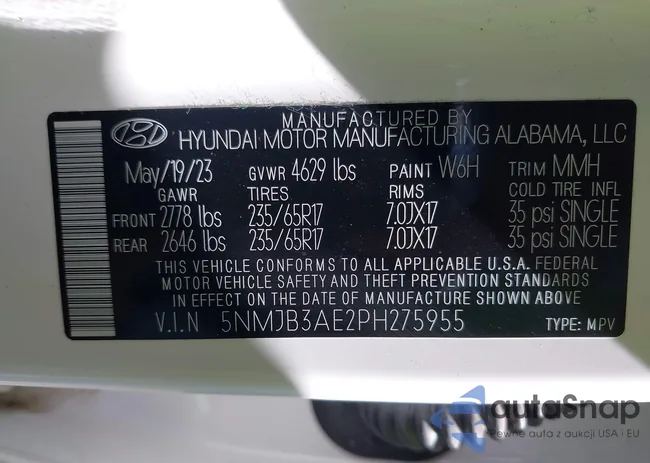 MANUFACTURED BY
HYUNDAI MOTOR MANUFACTURING ALABAMA, LLC
May/19/23 GVWR 4629 lbs PAINT W6H TRIM MMH
GAWR TIRES RIMS COLD TIRE INFL
FRONT 2778 lbs 235/65R17 7.0JX17 35 psi SINGLE
REAR 2646 lbs 235/65R17 7.0JX17 35 psi SINGLE
THIS VEHICLE CONFORMS TO ALL APPLICABLE U.S.A. FEDERAL
MOTOR VEHICLE SAFETY AND THEFT PREVENTION STANDARDS
IN EFFECT ON THE DATE OF MANUFACTURE SHOWN ABOVE
V.I.N 5NMJB3AE2PH275955 TYPE: MPV
autaSnap
Pewne auta z aukcji USA i EU